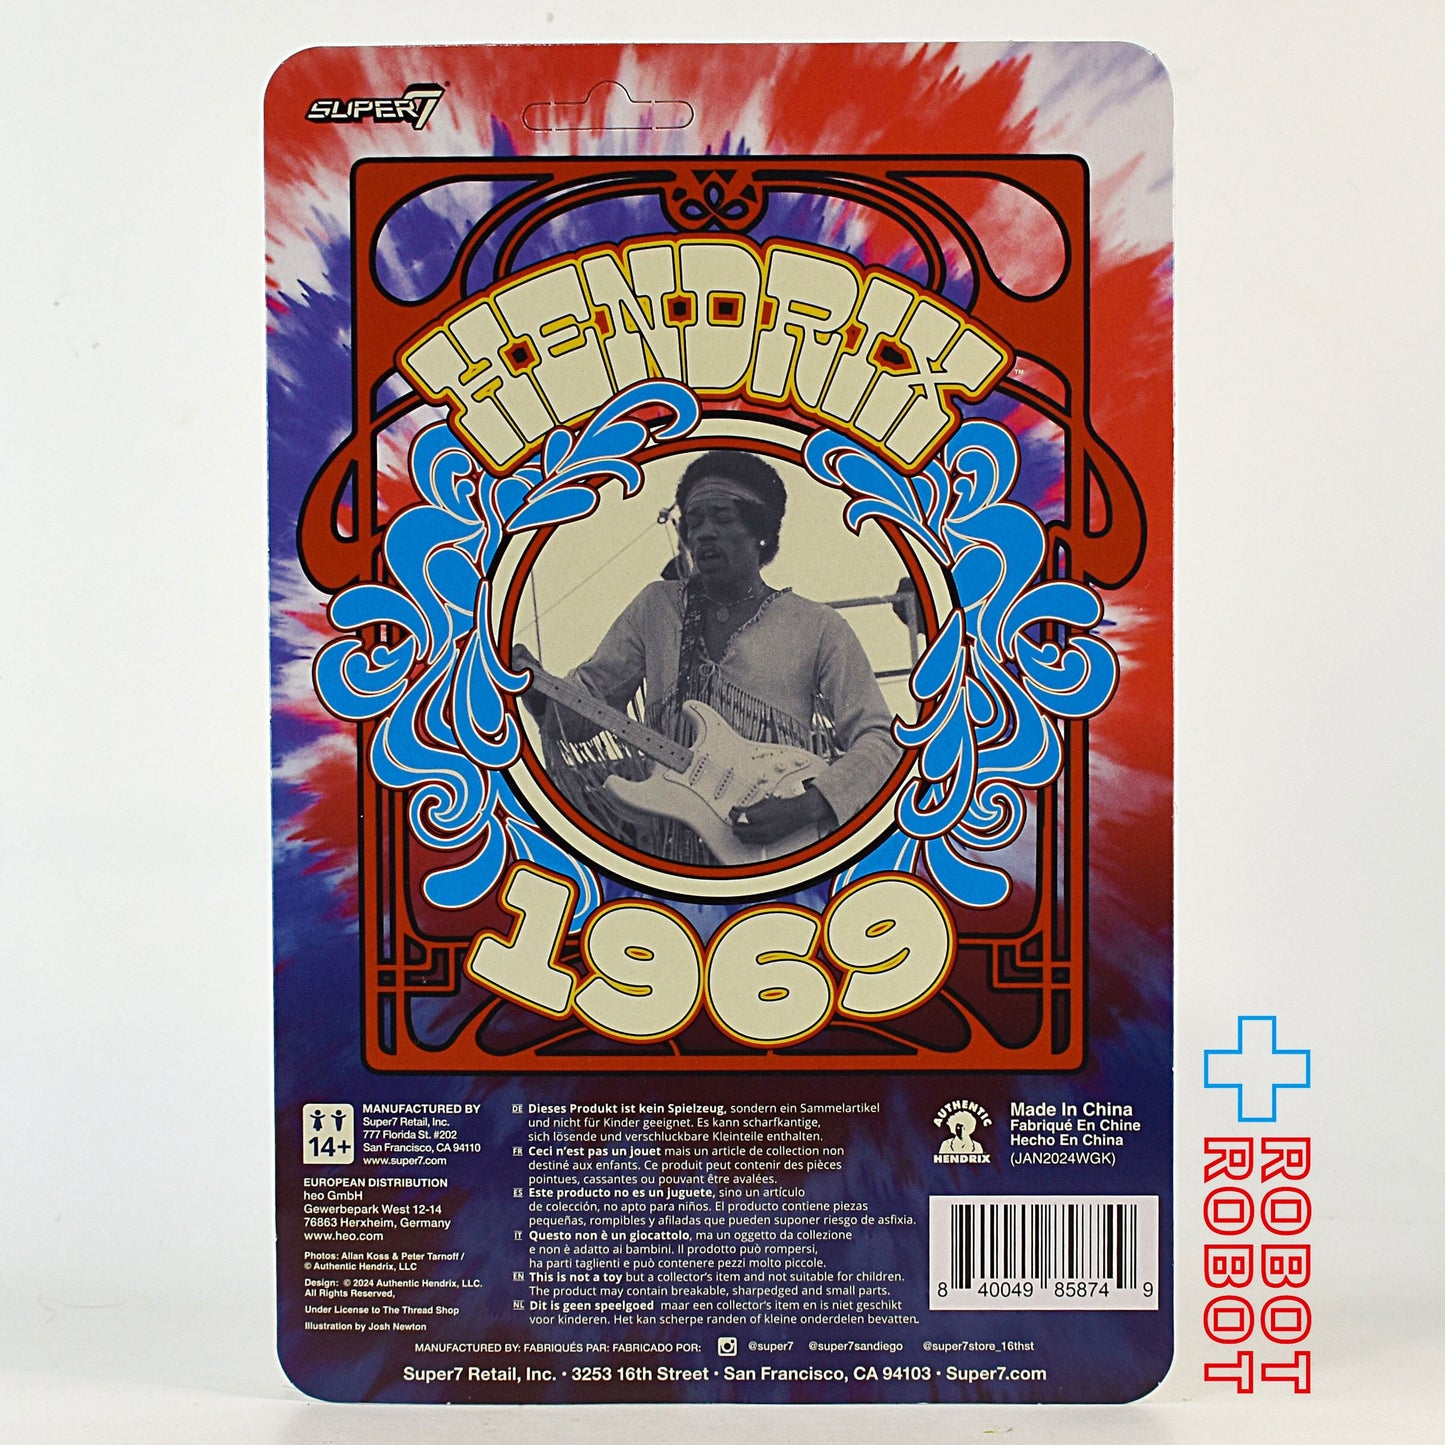 SUPER7
HENDRIX™
1969
14+
MANUFACTURED BY
Super7 Retail, Inc.
777 Florida St. #202
San Francisco, CA 94110
www.super7.com
EUROPEAN DISTRIBUTION
heo GmbH
Gewerbepark West 12-14
76863 Herxheim, Germany
www.heo.com
Photos: Allan Koss & Peter Tarnoff /
© Authentic Hendrix, LLC
Design: © 2024 Authentic Hendrix, LLC.
All Rights Reserved,
Under License to The Thread Shop
Illustration by Josh Newton
DE Dieses Produkt ist kein Spielzeug, sondern ein Sammelartikel
und nicht für Kinder geeignet. Es kann scharfkantige,
sich lösende und verschluckbare Kleinteile enthalten.
FR Ceci n'est pas un jouet mais un article de collection non
destiné aux enfants. Ce produit peut contenir des pièces
pointues, cassantes ou pouvant être avalées.
ES Este producto no es un juguete, sino un artículo
de colección, no apto para niños. El producto contiene piezas
pequeñas, rompibles y afiladas que pueden suponer riesgo de asfixia.
IT Questo non è un giocattolo, ma un oggetto da collezione
e non è adatto ai bambini. Il prodotto può rompersi,
ha parti taglienti e può contenere pezzi molto piccole.
EN This is not a toy but a collector's item and not suitable for children.
The product may contain breakable, sharpedged and small parts.
NL Dit is geen speelgoed maar een collector's item en is niet geschikt
voor kinderen. Het kan scherpe randen of kleine onderdelen bevatten.
AUTHENTIC
HENDRIX
Made In China
Fabriqué En Chine
Hecho En China
(JAN2024WGK)
8 40049 85874 9
MANUFACTURED BY: FABRIQUÉS PAR: FABRICADO POR: @super7 @super7sandiego @super7store_16thst
Super7 Retail, Inc. • 3253 16th Street • San Francisco, CA 94103 • Super7.com
ROBOT
ROBOT